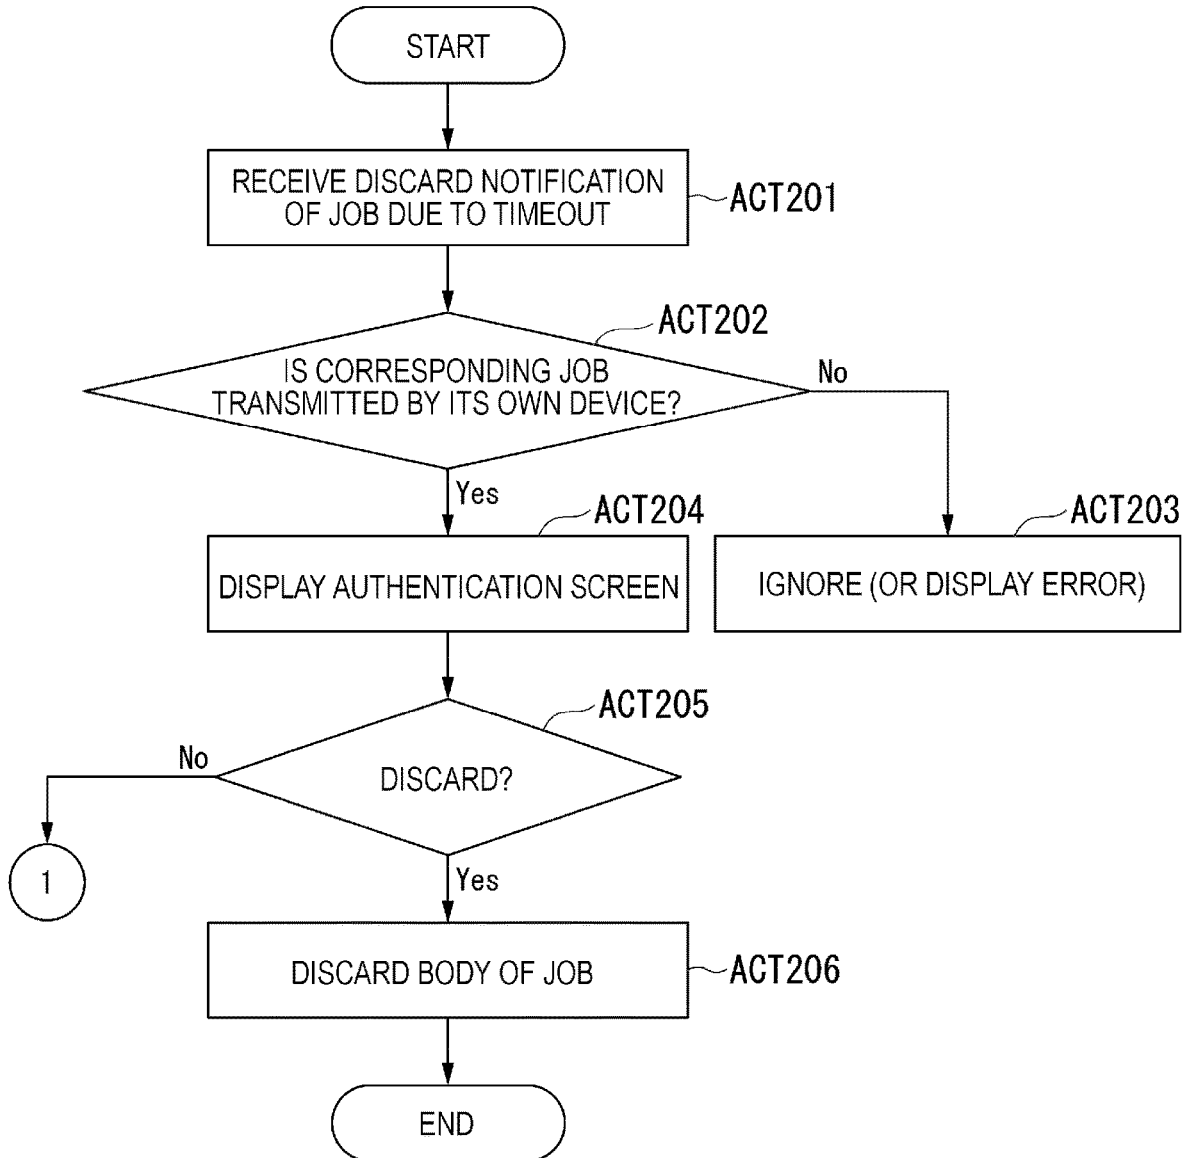 START
RECEIVE DISCARD NOTIFICATION
OF JOB DUE TO TIMEOUT
ACT201
ACT202
IS CORRESPONDING JOB
TRANSMITTED BY ITS OWN DEVICE?
No
Yes
ACT204
ACT203
DISPLAY AUTHENTICATION SCREEN
IGNORE (OR DISPLAY ERROR)
ACT205
No
DISCARD?
1
Yes
DISCARD BODY OF JOB
ACT206
END